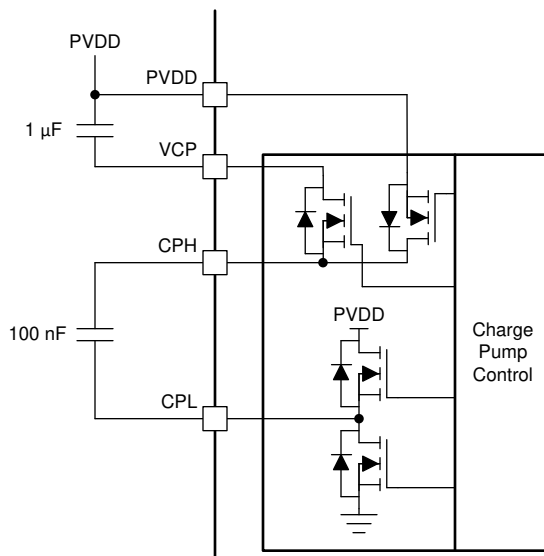 PVDD
PVDD
1 µF
VCP
CPH
PVDD
100 nF
Charge
Pump
Control
CPL